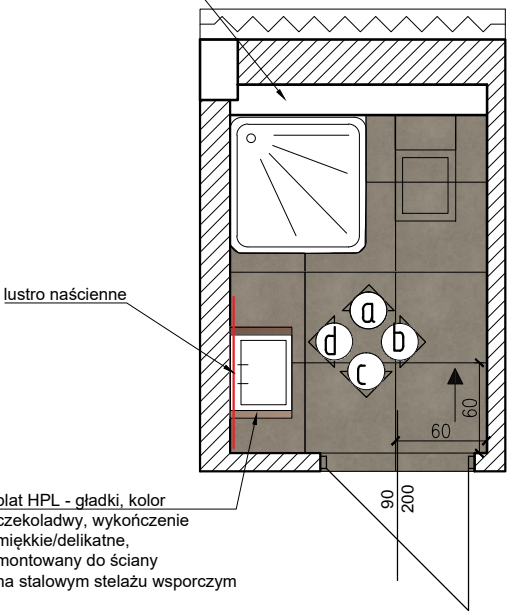 lustro naścienne
a
d
b
c
60
60
90
200
blat HPL - gładki, kolor
czekoladwy, wykończenie
miękkie/delikatne,
montowany do ściany
na stalowym stelażu wsporczym